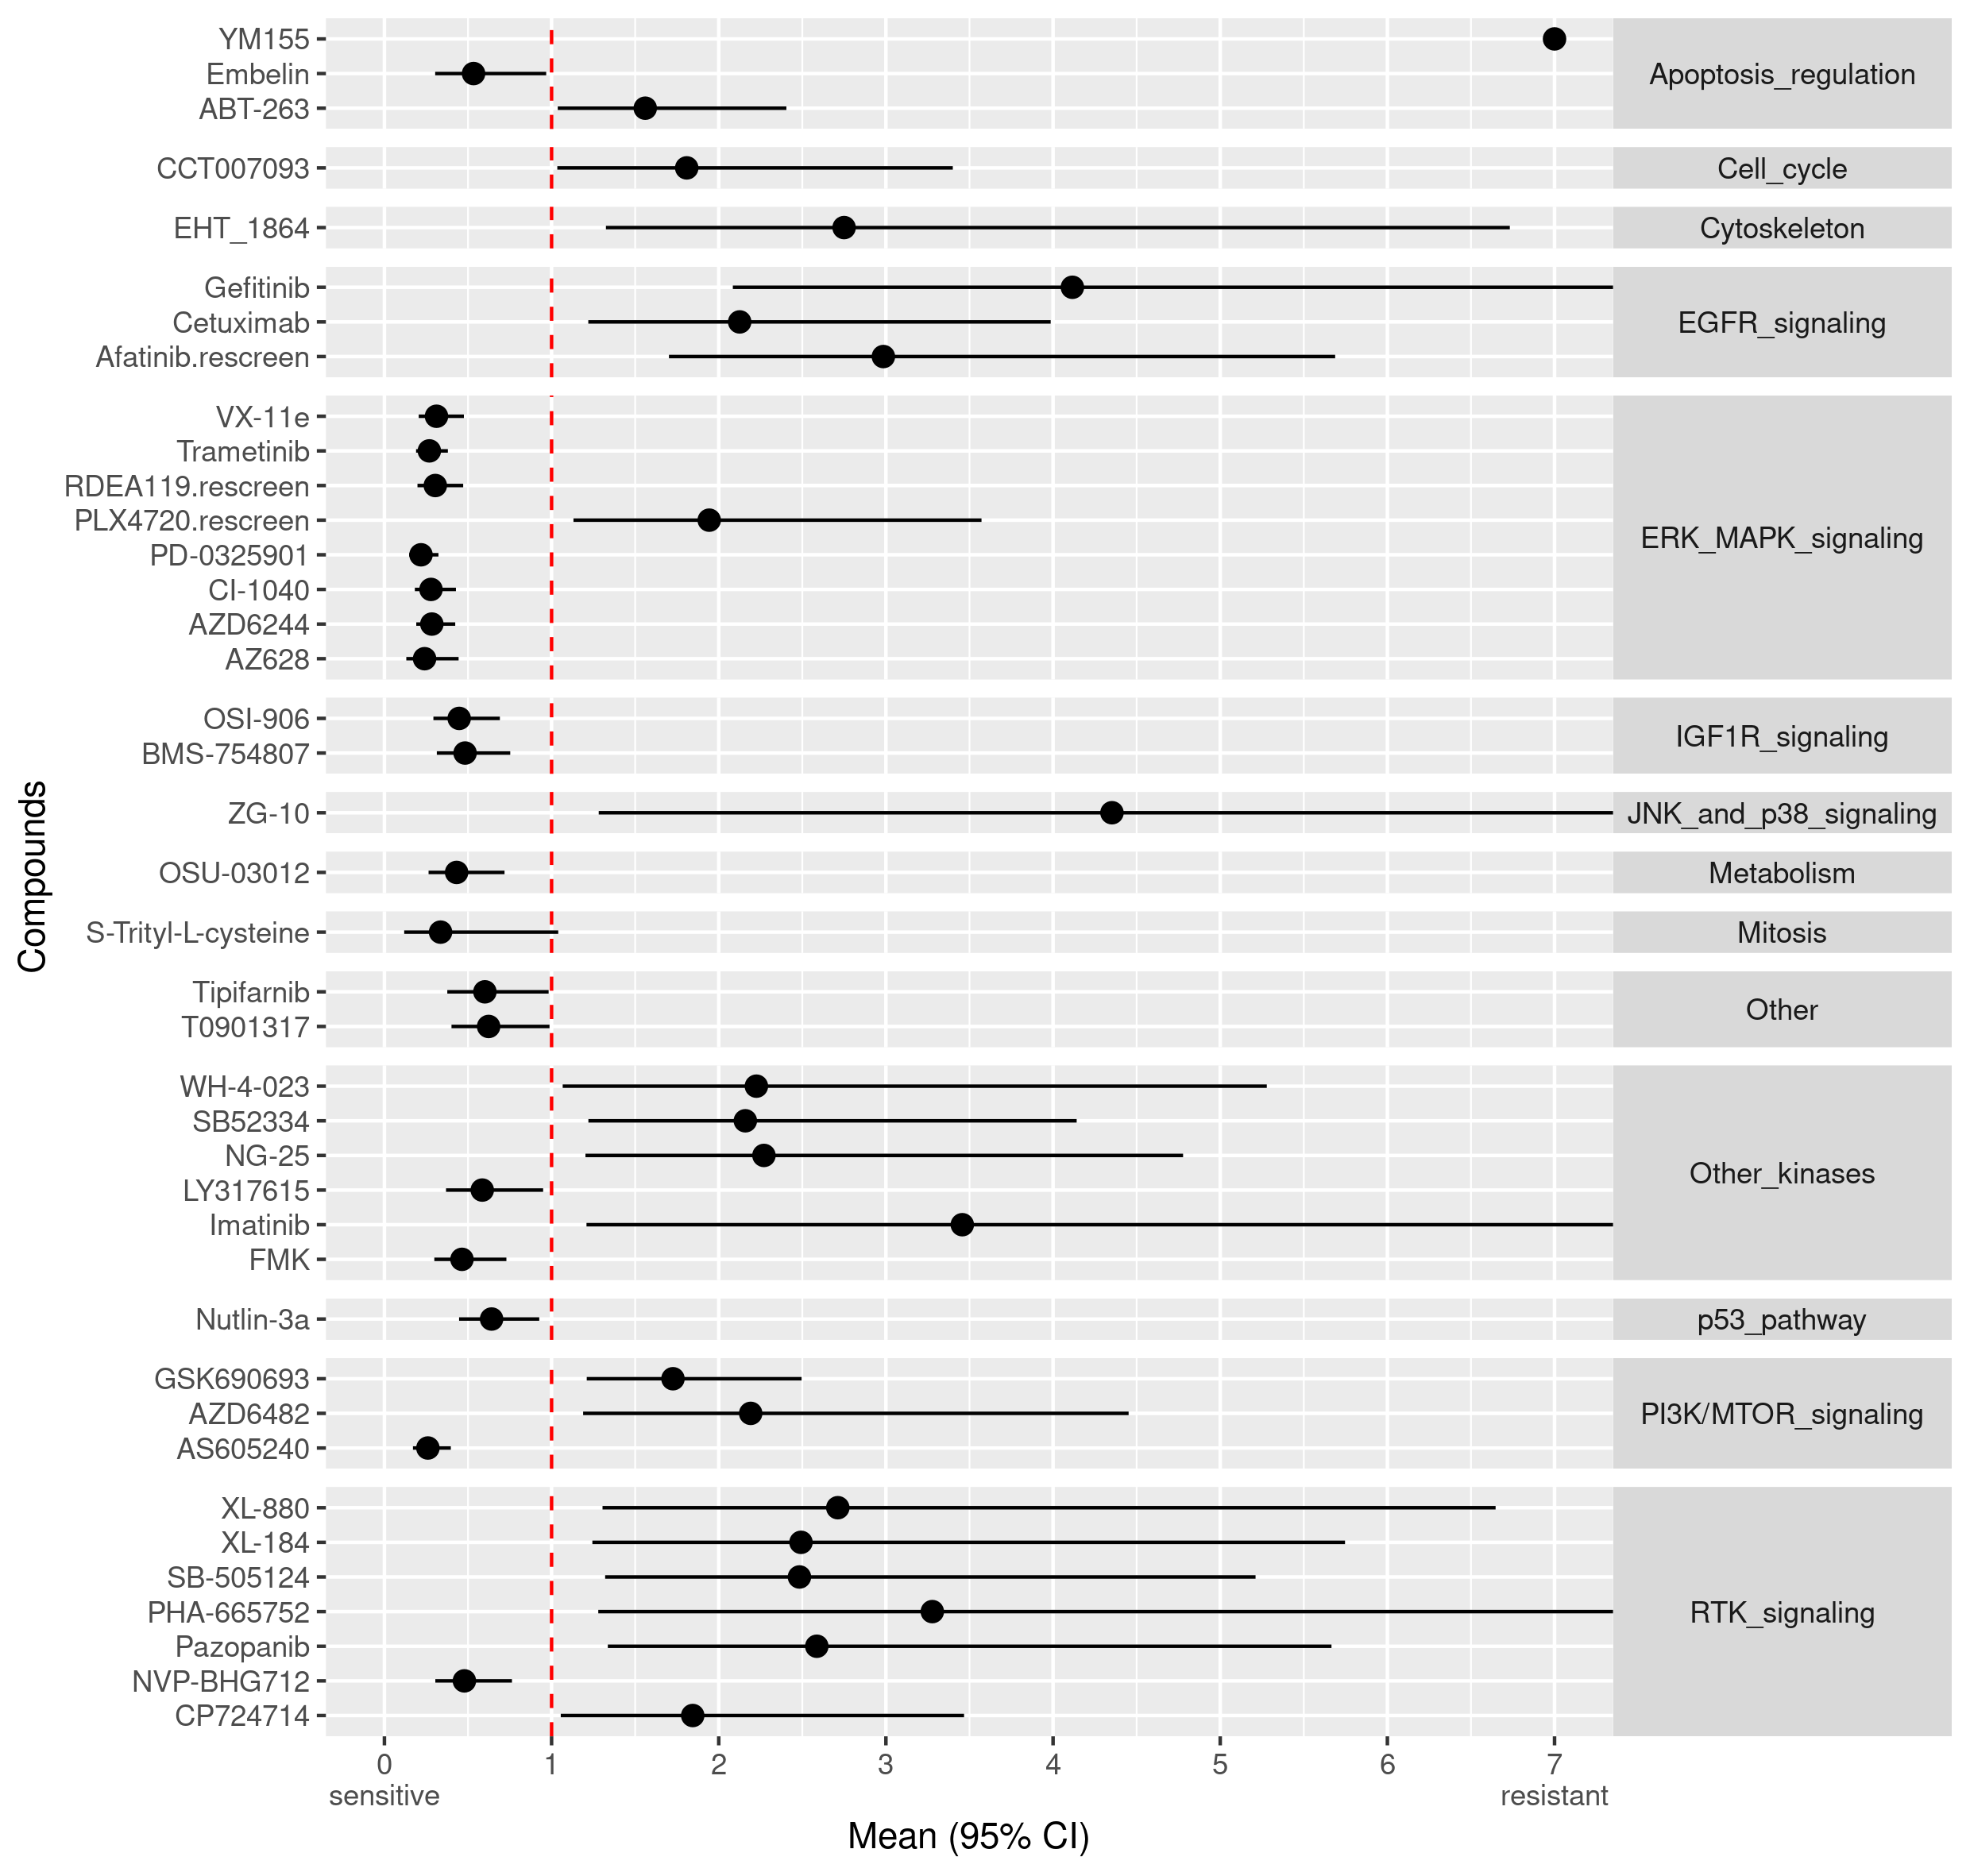 YM155
Embelin
ABT-263
Apoptosis_regulation
CCT007093
Cell_cycle
EHT_1864
Cytoskeleton
Gefitinib
Cetuximab
Afatinib.rescreen
EGFR_signaling
VX-11e
Trametinib
RDEA119.rescreen
PLX4720.rescreen
PD-0325901
CI-1040
AZD6244
AZ628
ERK_MAPK_signaling
OSI-906
BMS-754807
IGF1R_signaling
ZG-10
JNK_and_p38_signaling
OSU-03012
Metabolism
S-Trityl-L-cysteine
Mitosis
Tipifarnib
T0901317
Other
WH-4-023
SB52334
NG-25
LY317615
Imatinib
FMK
Other_kinases
Nutlin-3a
p53_pathway
GSK690693
AZD6482
AS605240
PI3K/MTOR_signaling
XL-880
XL-184
SB-505124
PHA-665752
Pazopanib
NVP-BHG712
CP724714
RTK_signaling
Compounds
0 1 2 3 4 5 6 7
sensitive resistant
Mean (95% CI)